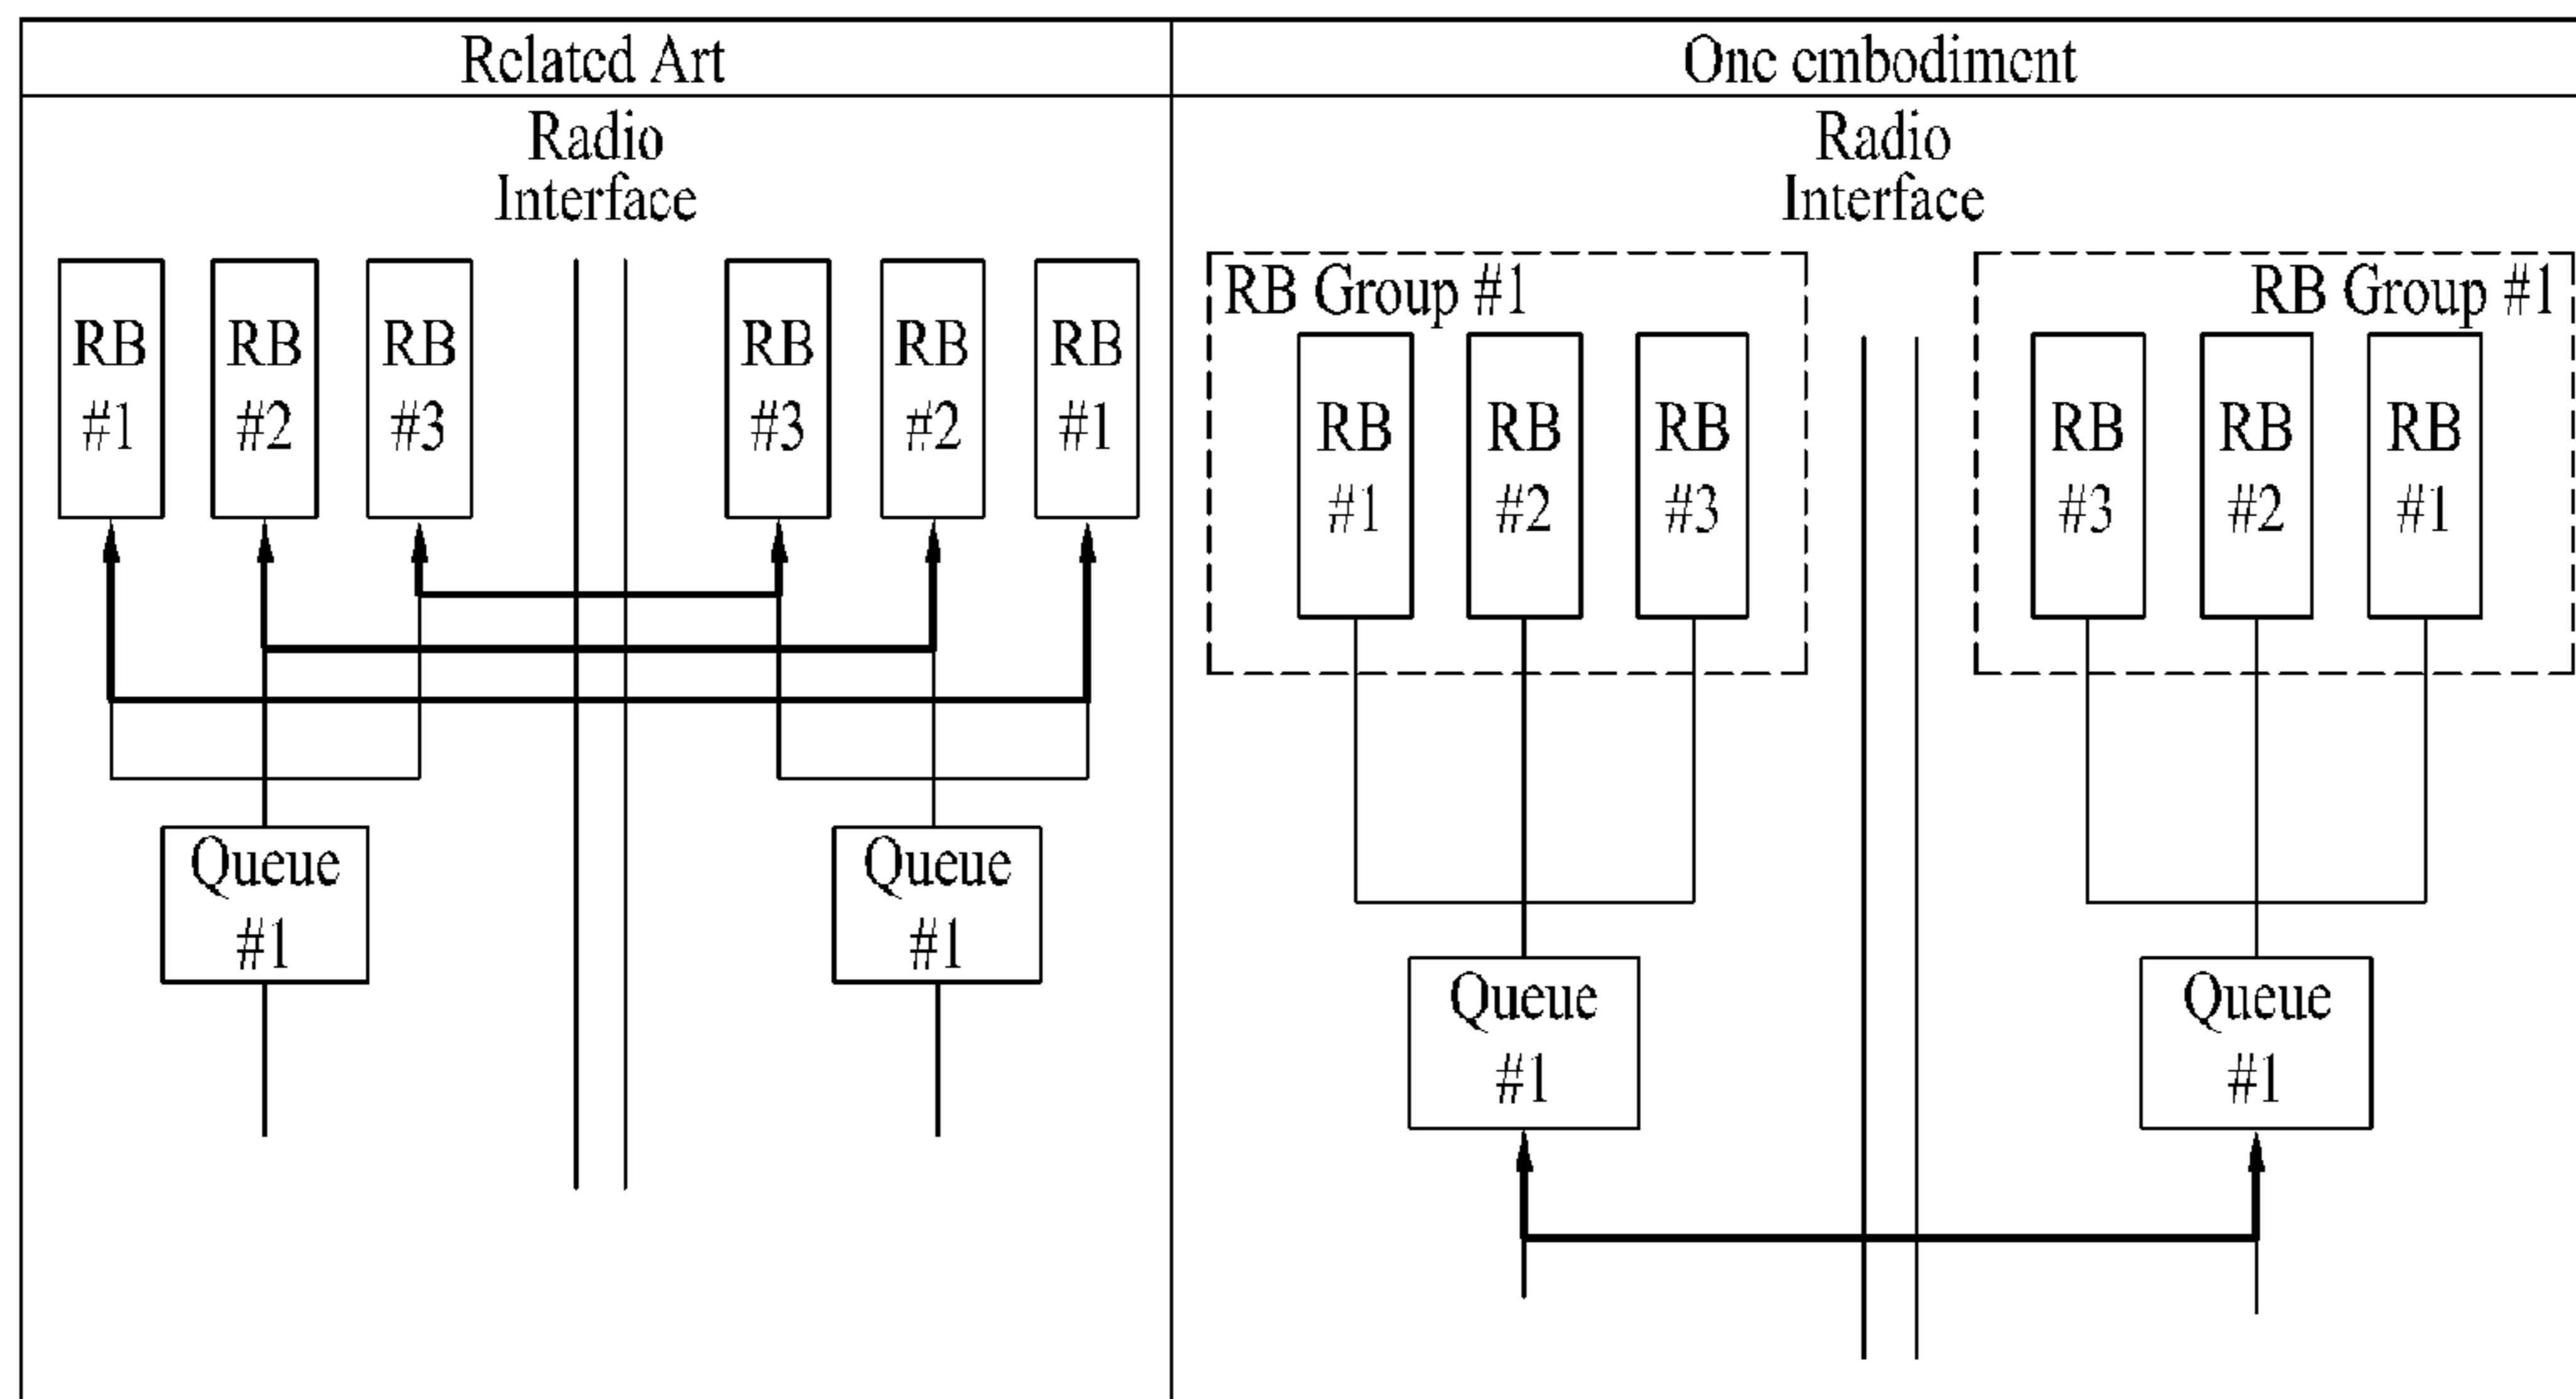 Related Art
One embodiment
Radio
Interface
RB
#1
RB
#2
RB
#3
RB
#3
RB
#2
RB
#1
Queue
#1
Queue
#1
Radio
Interface
RB Group #1
RB
#1
RB
#2
RB
#3
RB Group #1
RB
#3
RB
#2
RB
#1
Queue
#1
Queue
#1